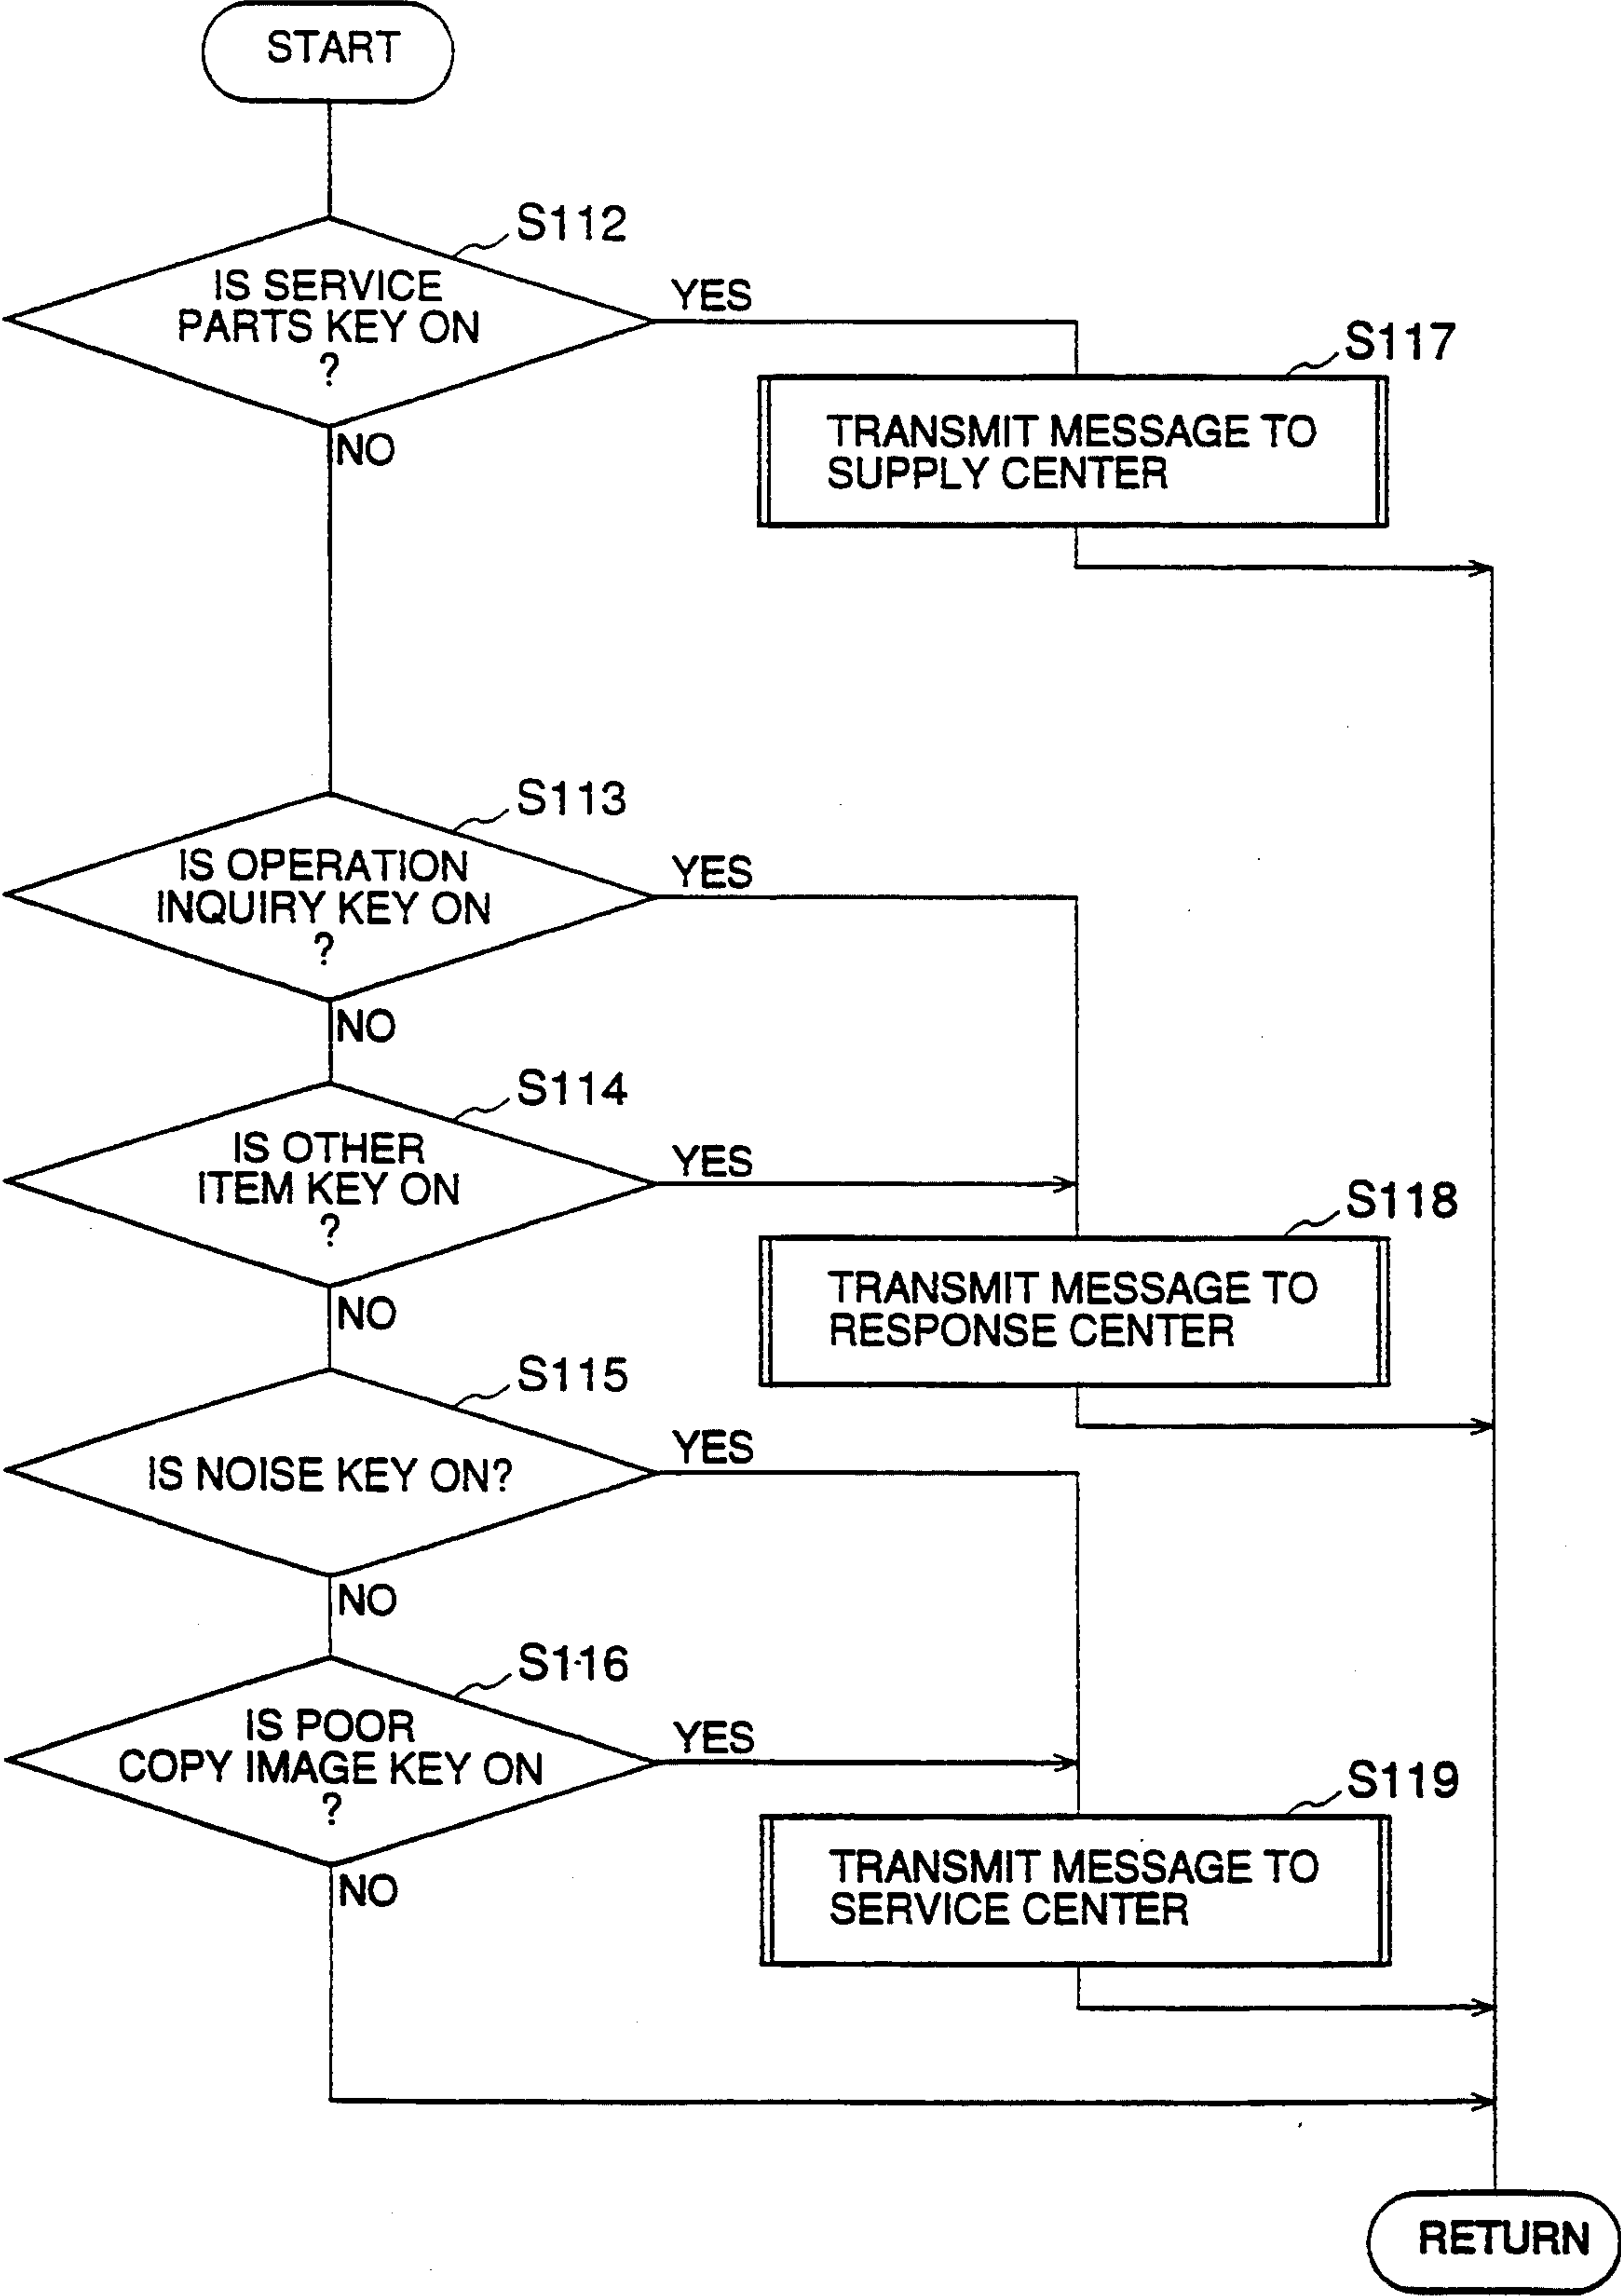 START
S112
IS SERVICE
PARTS KEY ON
?
YES
NO
S117
TRANSMIT MESSAGE TO
SUPPLY CENTER
S113
IS OPERATION
INQUIRY KEY ON
?
YES
NO
S114
IS OTHER
ITEM KEY ON
?
YES
NO
S118
TRANSMIT MESSAGE TO
RESPONSE CENTER
S115
IS NOISE KEY ON?
YES
NO
S116
IS POOR
COPY IMAGE KEY ON
?
YES
NO
S119
TRANSMIT MESSAGE TO
SERVICE CENTER
RETURN